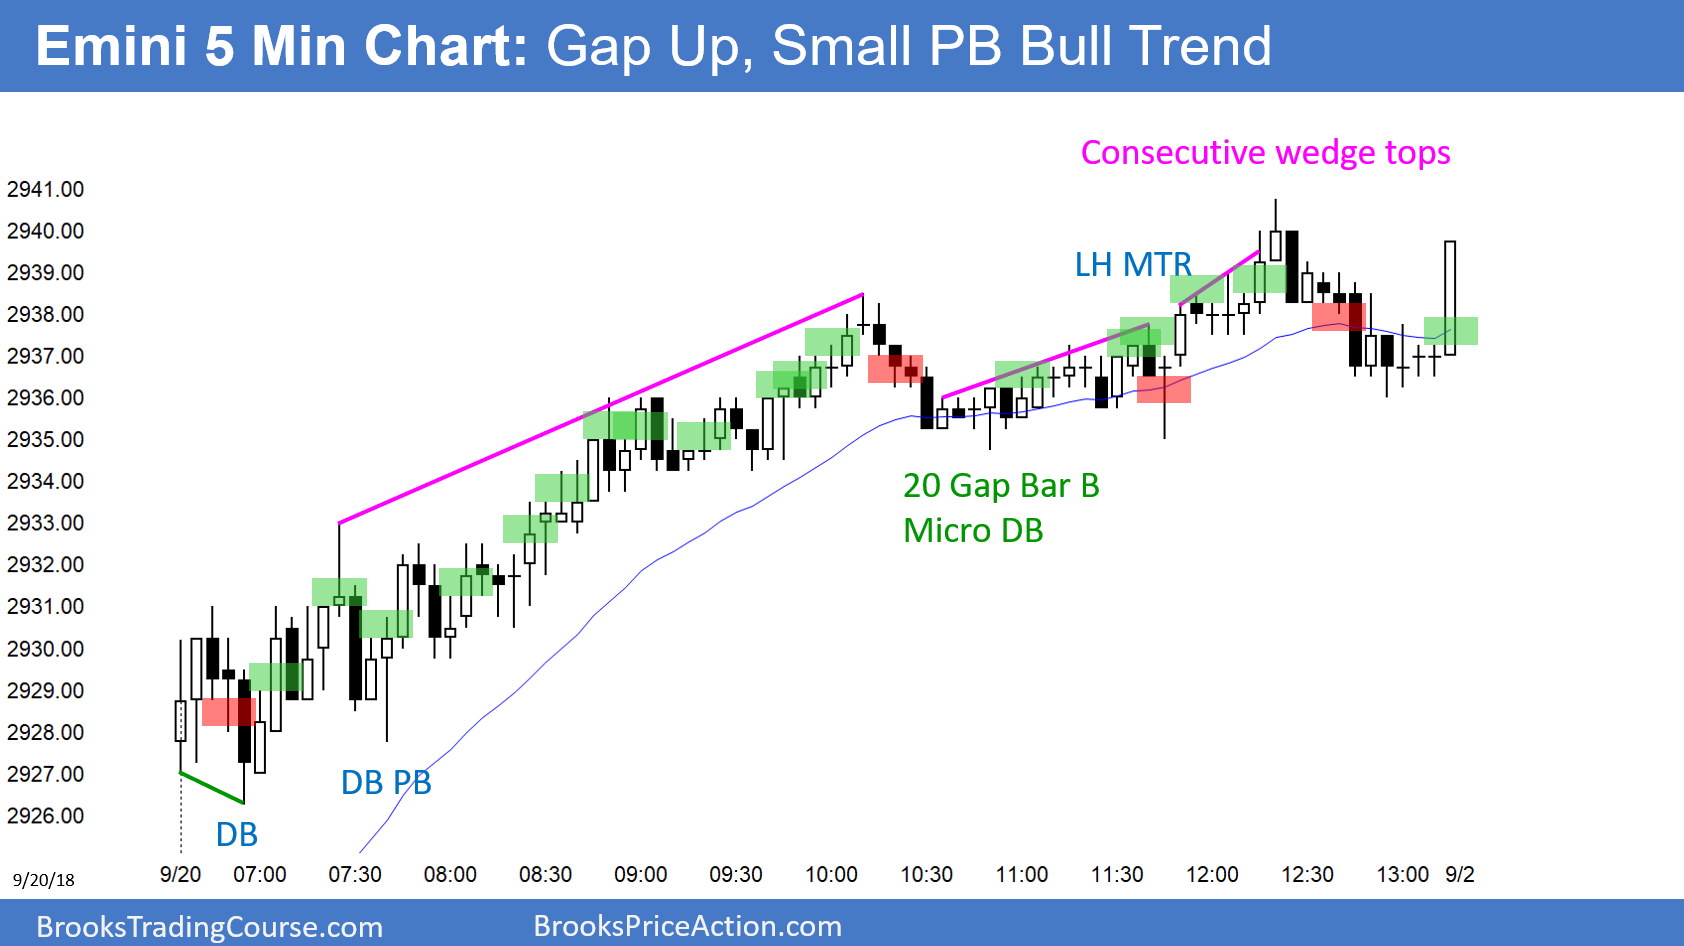 Emini 5 Min Chart: Gap Up, Small PB Bull Trend
Consecutive wedge tops
2941.00
2940.00
LH MTR
2939.00
2938.00
2937.00
2936.00
2935.00
2934.00
20 Gap Bar B
Micro DB
2933.00
2932.00
2931.00
2930.00
2929.00
2928.00
2927.00
DB PB
2926.00
DB
9/20/18
9/20 07:00 07:30 08:00 08:30 09:00 09:30 10:00 10:30 11:00 11:30 12:00 12:30 13:00 9/2
BrooksTradingCourse.com
BrooksPriceAction.com